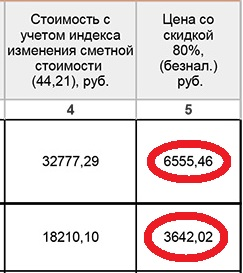 Стоимость с
учетом индекса
изменения сметной
стоимости
(44,21), руб.
Цена со
скидкой
80%,
(безнал.)
руб.
4
5
32777,29
6555,46
18210,10
3642,02